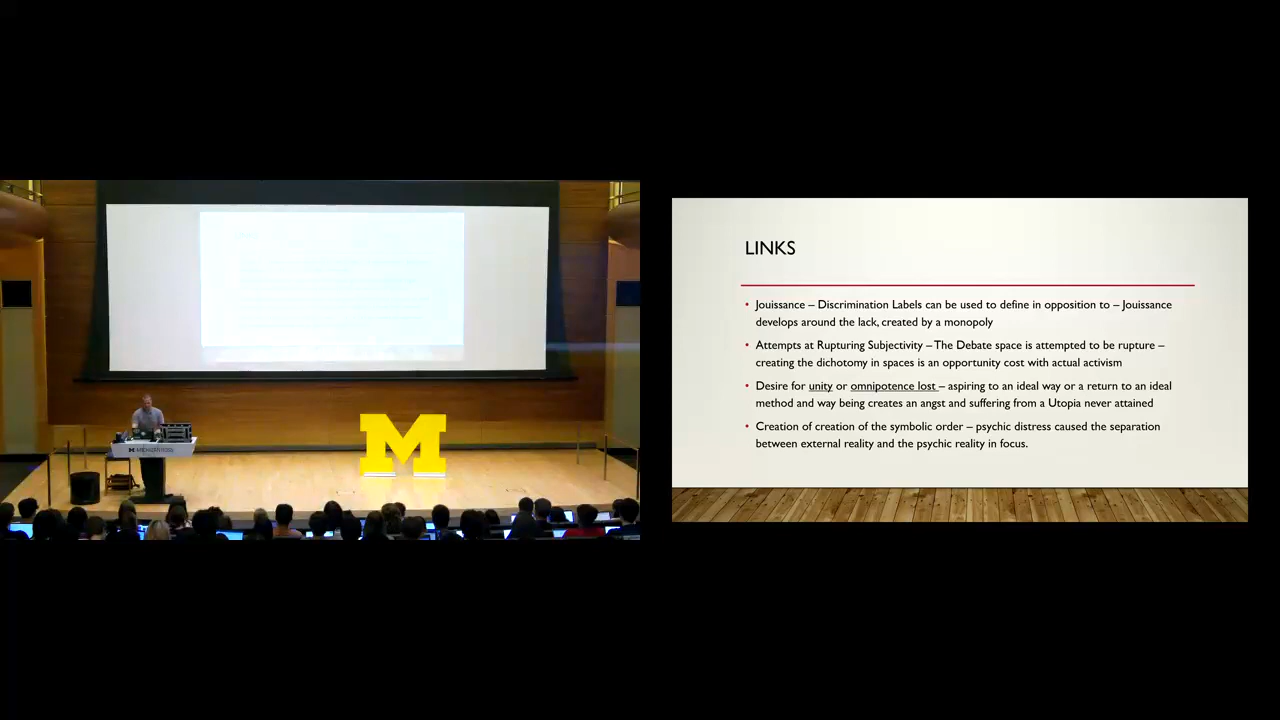 M
M MICHIGAN
LINKS
• Jouissance – Discrimination Labels can be used to define in opposition to – Jouissance
develops around the lack, created by a monopoly
• Attempts at Rupturing Subjectivity – The Debate space is attempted to be rupture –
creating the dichotomy in spaces is an opportunity cost with actual activism
• Desire for unity or omnipotence lost – aspiring to an ideal way or a return to an ideal
method and way being creates an angst and suffering from a Utopia never attained
• Creation of creation of the symbolic order – psychic distress caused the separation
between external reality and the psychic reality in focus.